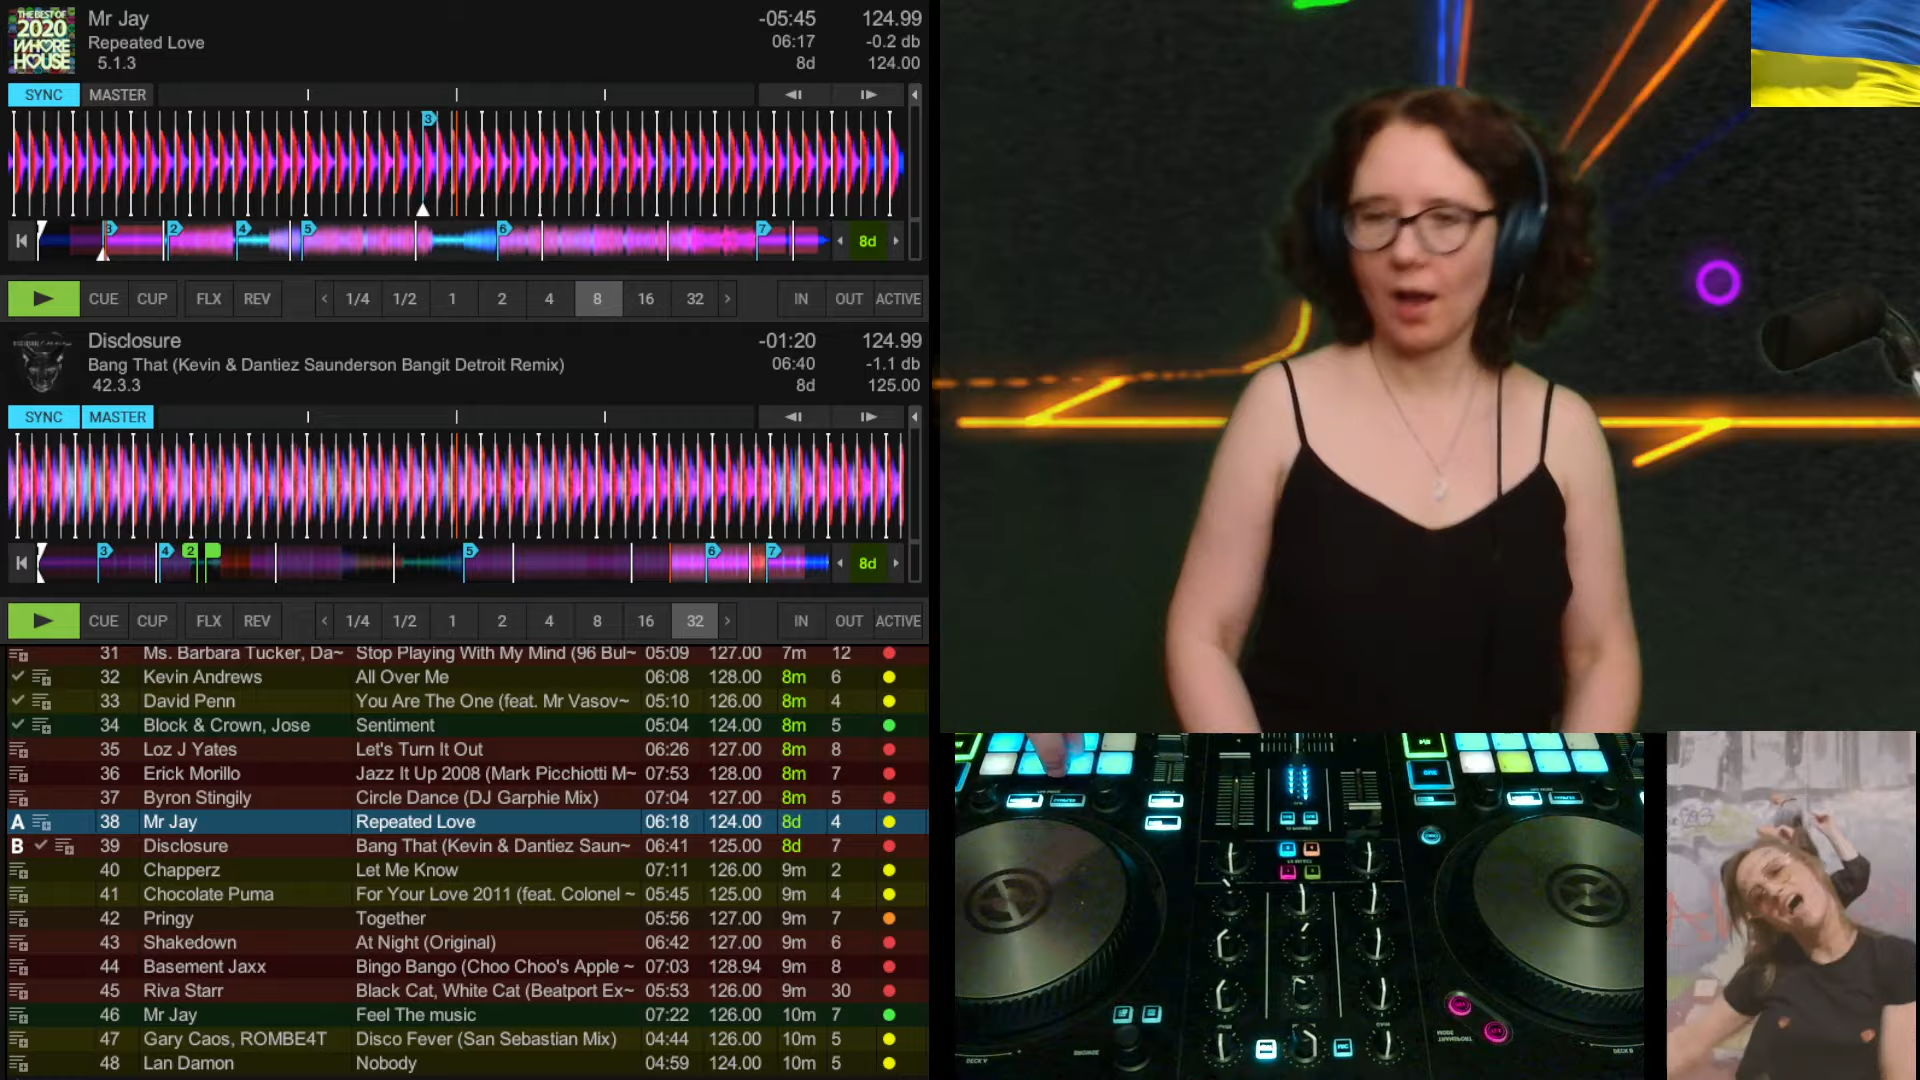 THE BEST OF
2020
WHORE
HOUSE
Mr Jay -05:45 124.99
Repeated Love 06:17 -0.2 db
5.1.3 8d 124.00
SYNC MASTER
3
3 2 4 5 6 7 8d
CUE CUP FLX REV 1/4 1/2 1 2 4 8 16 32 IN OUT ACTIVE
Disclosure -01:20 124.99
Bang That (Kevin & Dantiez Saunderson Bangit Detroit Remix) 06:40 -1.1 db
42.3.3 8d 125.00
SYNC MASTER
3 4 2 5 6 7 8d
CUE CUP FLX REV 1/4 1/2 1 2 4 8 16 32 IN OUT ACTIVE
31 Ms. Barbara Tucker, Da~ Stop Playing With My Mind (96 Bul~ 05:09 127.00 7m 12
32 Kevin Andrews All Over Me 06:08 128.00 8m 6
33 David Penn You Are The One (feat. Mr Vasov~ 05:10 126.00 8m 4
34 Block & Crown, Jose Sentiment 05:04 124.00 8m 5
35 Loz J Yates Let's Turn It Out 06:26 127.00 8m 8
36 Erick Morillo Jazz It Up 2008 (Mark Picchiotti M~ 07:53 128.00 8m 7
37 Byron Stingily Circle Dance (DJ Garphie Mix) 07:04 127.00 8m 5
A 38 Mr Jay Repeated Love 06:18 124.00 8d 4
B 39 Disclosure Bang That (Kevin & Dantiez Saun~ 06:41 125.00 8d 7
40 Chapperz Let Me Know 07:11 126.00 9m 2
41 Chocolate Puma For Your Love 2011 (feat. Colonel ~ 05:45 125.00 9m 4
42 Pringy Together 05:56 127.00 9m 7
43 Shakedown At Night (Original) 06:42 127.00 9m 6
44 Basement Jaxx Bingo Bango (Choo Choo's Apple ~ 07:03 128.94 9m 8
45 Riva Starr Black Cat, White Cat (Beatport Ex~ 05:53 126.00 9m 30
46 Mr Jay Feel The music 07:22 126.00 10m 7
47 Gary Caos, ROMBE4T Disco Fever (San Sebastian Mix) 04:44 126.00 10m 5
48 Lan Damon Nobody 04:59 124.00 10m 5